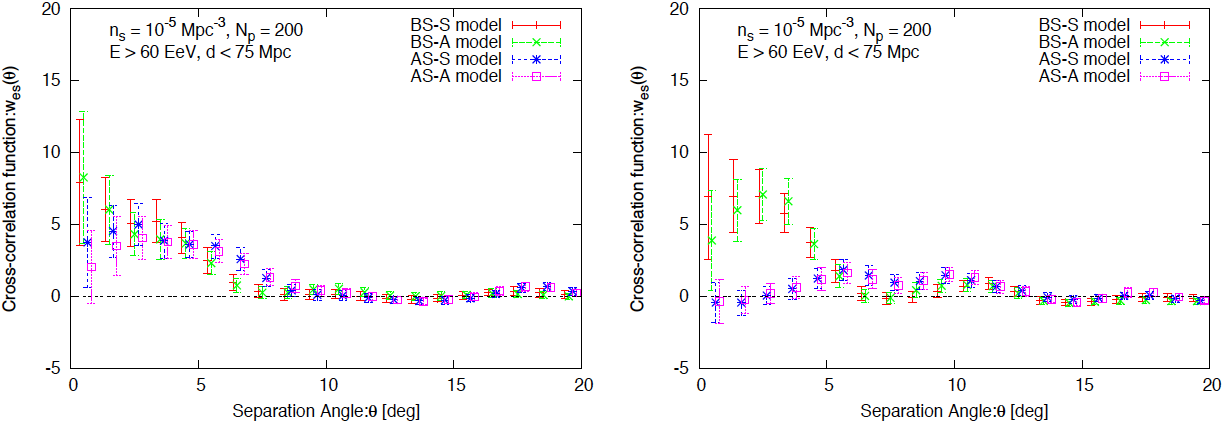 20
15
10
5
0
-5
Cross-correlation function:w_es(θ)
n_s = 10^-5 Mpc^-3, N_p = 200
E > 60 EeV, d < 75 Mpc
BS-S model
BS-A model
AS-S model
AS-A model
0 5 10 15 20
Separation Angle:θ [deg]
20
15
10
5
0
-5
Cross-correlation function:w_es(θ)
n_s = 10^-5 Mpc^-3, N_p = 200
E > 60 EeV, d < 75 Mpc
BS-S model
BS-A model
AS-S model
AS-A model
0 5 10 15 20
Separation Angle:θ [deg]